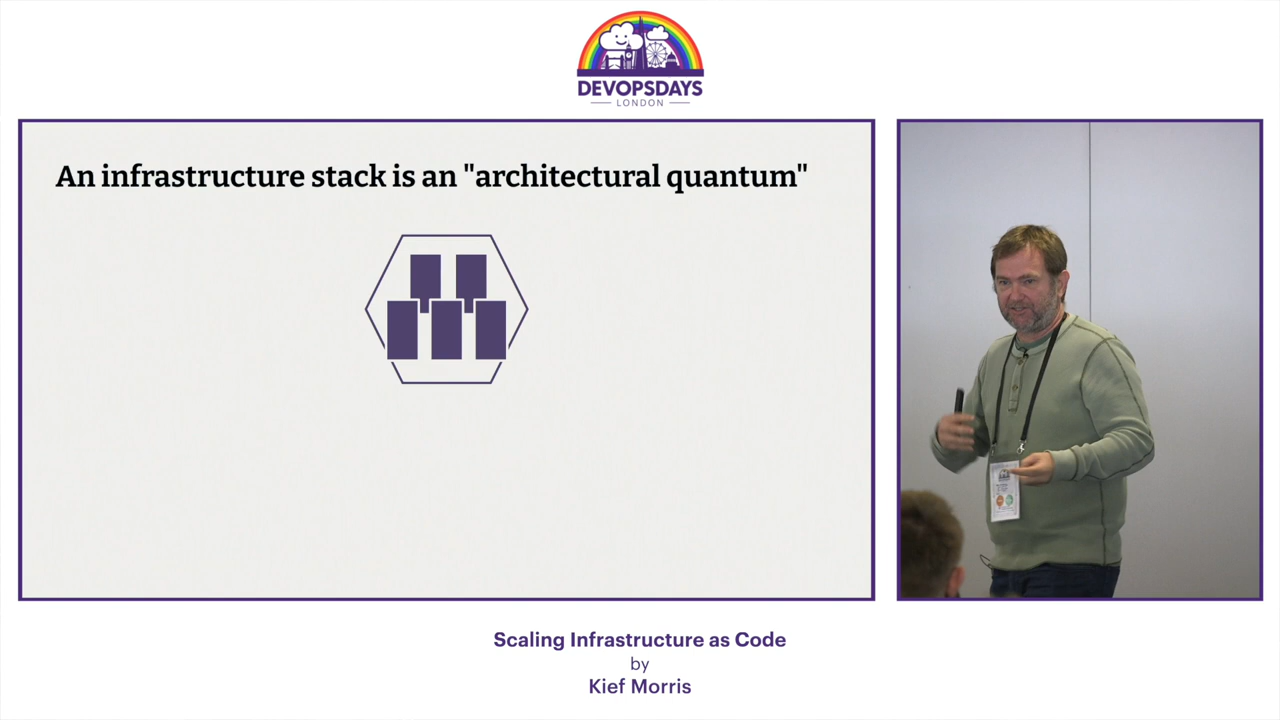 DEVOPSDAYS
LONDON
An infrastructure stack is an "architectural quantum"
Scaling Infrastructure as Code
by
Kief Morris